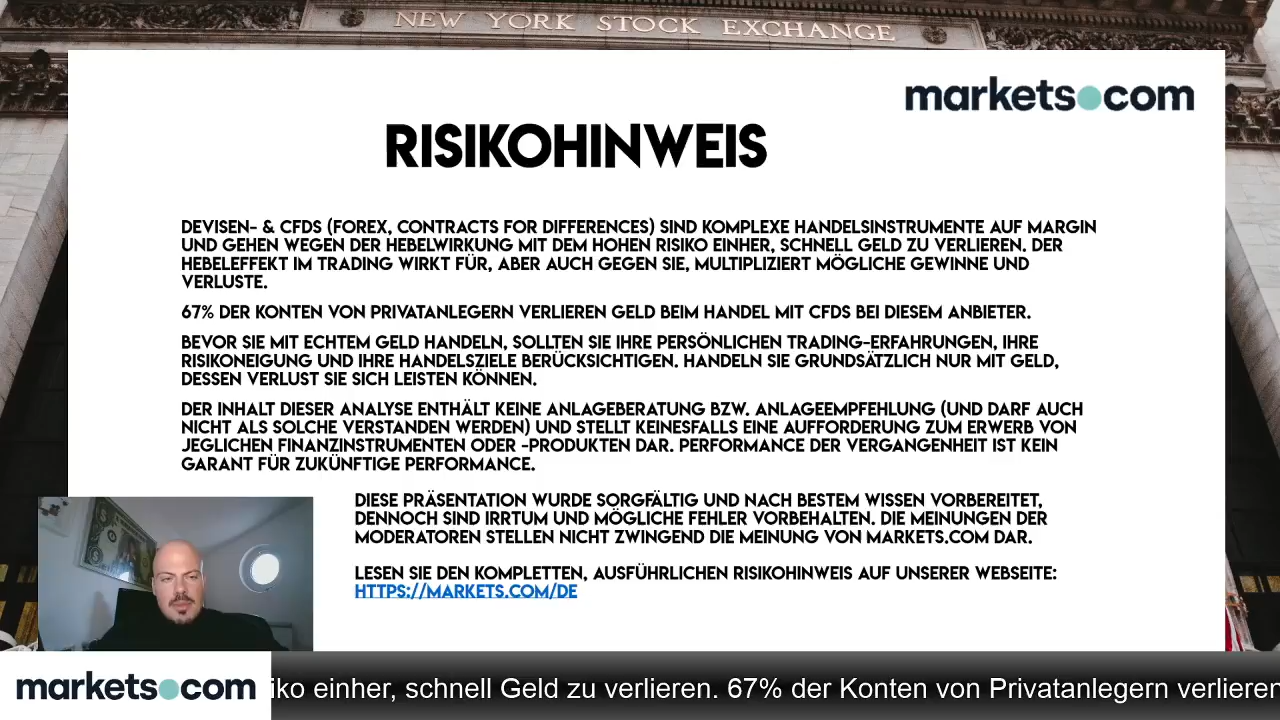 NEW YORK STOCK EXCHANGE
markets.com
RISIKOHINWEIS
DEVISEN- & CFDS (FOREX, CONTRACTS FOR DIFFERENCES) SIND KOMPLEXE HANDELSINSTRUMENTE AUF MARGIN
UND GEHEN WEGEN DER HEBELWIRKUNG MIT DEM HOHEN RISIKO EINHER, SCHNELL GELD ZU VERLIEREN. DER
HEBELEFFEKT IM TRADING WIRKT FÜR, ABER AUCH GEGEN SIE, MULTIPLIZIERT MÖGLICHE GEWINNE UND
VERLUSTE.
67% DER KONTEN VON PRIVATANLEGERN VERLIEREN GELD BEIM HANDEL MIT CFDS BEI DIESEM ANBIETER.
BEVOR SIE MIT ECHTEM GELD HANDELN, SOLLTEN SIE IHRE PERSÖNLICHEN TRADING-ERFAHRUNGEN, IHRE
RISIKONEIGUNG UND IHRE HANDELSZIELE BERÜCKSICHTIGEN. HANDELN SIE GRUNDSÄTZLICH NUR MIT GELD,
DESSEN VERLUST SIE SICH LEISTEN KÖNNEN.
DER INHALT DIESER ANALYSE ENTHÄLT KEINE ANLAGEBERATUNG BZW. ANLAGEEMPFEHLUNG (UND DARF AUCH
NICHT ALS SOLCHE VERSTANDEN WERDEN) UND STELLT KEINESFALLS EINE AUFFORDERUNG ZUM ERWERB VON
JEGLICHEN FINANZINSTRUMENTEN ODER -PRODUKTEN DAR. PERFORMANCE DER VERGANGENHEIT IST KEIN
GARANT FÜR ZUKÜNFTIGE PERFORMANCE.
DIESE PRÄSENTATION WURDE SORGFÄLTIG UND NACH BESTEM WISSEN VORBEREITET,
DENNOCH SIND IRRTUM UND MÖGLICHE FEHLER VORBEHALTEN. DIE MEINUNGEN DER
MODERATOREN STELLEN NICHT ZWINGEND DIE MEINUNG VON MARKETS.COM DAR.
LESEN SIE DEN KOMPLETTEN, AUSFÜHRLICHEN RISIKOHINWEIS AUF UNSERER WEBSEITE:
HTTPS://MARKETS.COM/DE
markets.com
iko einher, schnell Geld zu verlieren. 67% der Konten von Privatanlegern verlieren